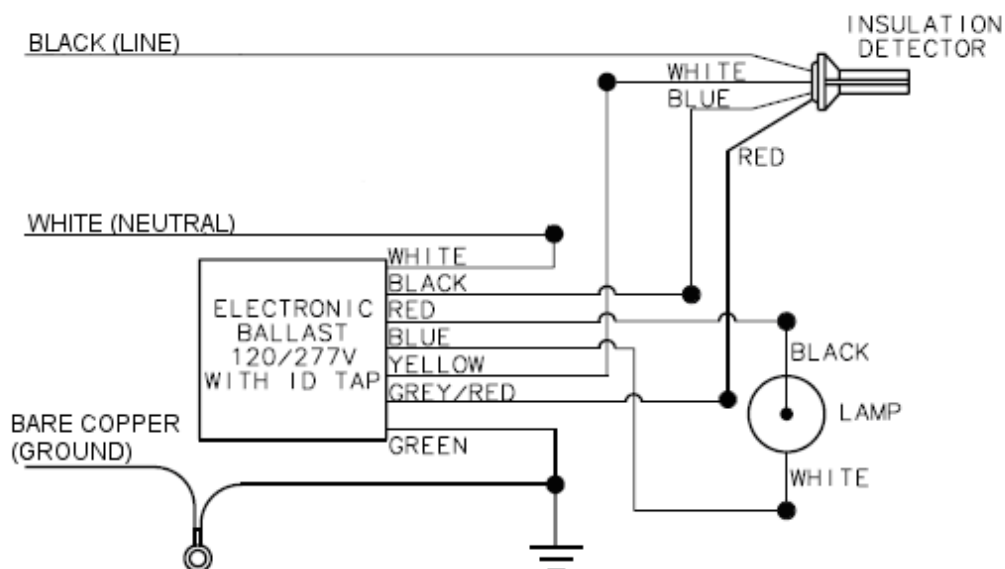 INSULATION
DETECTOR
BLACK (LINE)
WHITE
BLUE
RED
WHITE (NEUTRAL)
WHITE
BLACK
RED
BLUE
YELLOW
GREY/RED
GREEN
ELECTRONIC
BALLAST
120/277V
WITH ID TAP
BLACK
LAMP
WHITE
BARE COPPER
(GROUND)